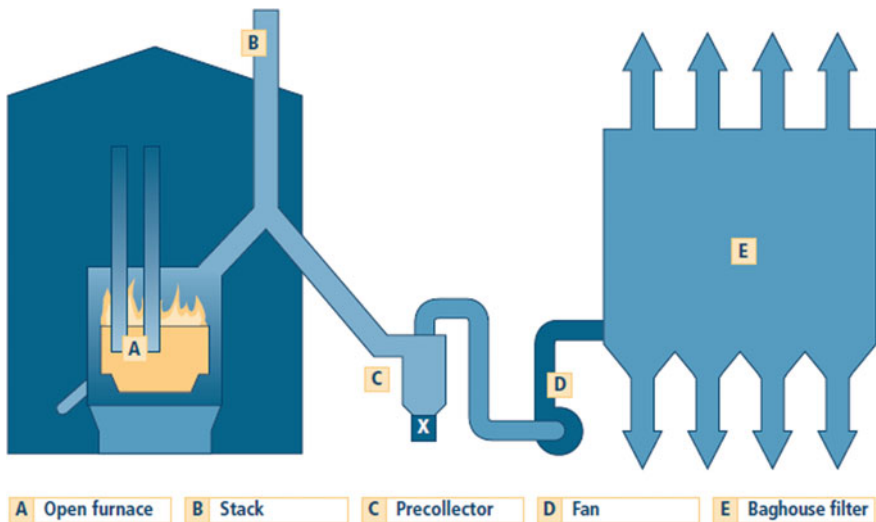 B
A
C
X
D
E
A Open furnace B Stack C Precollector D Fan E Baghouse filter